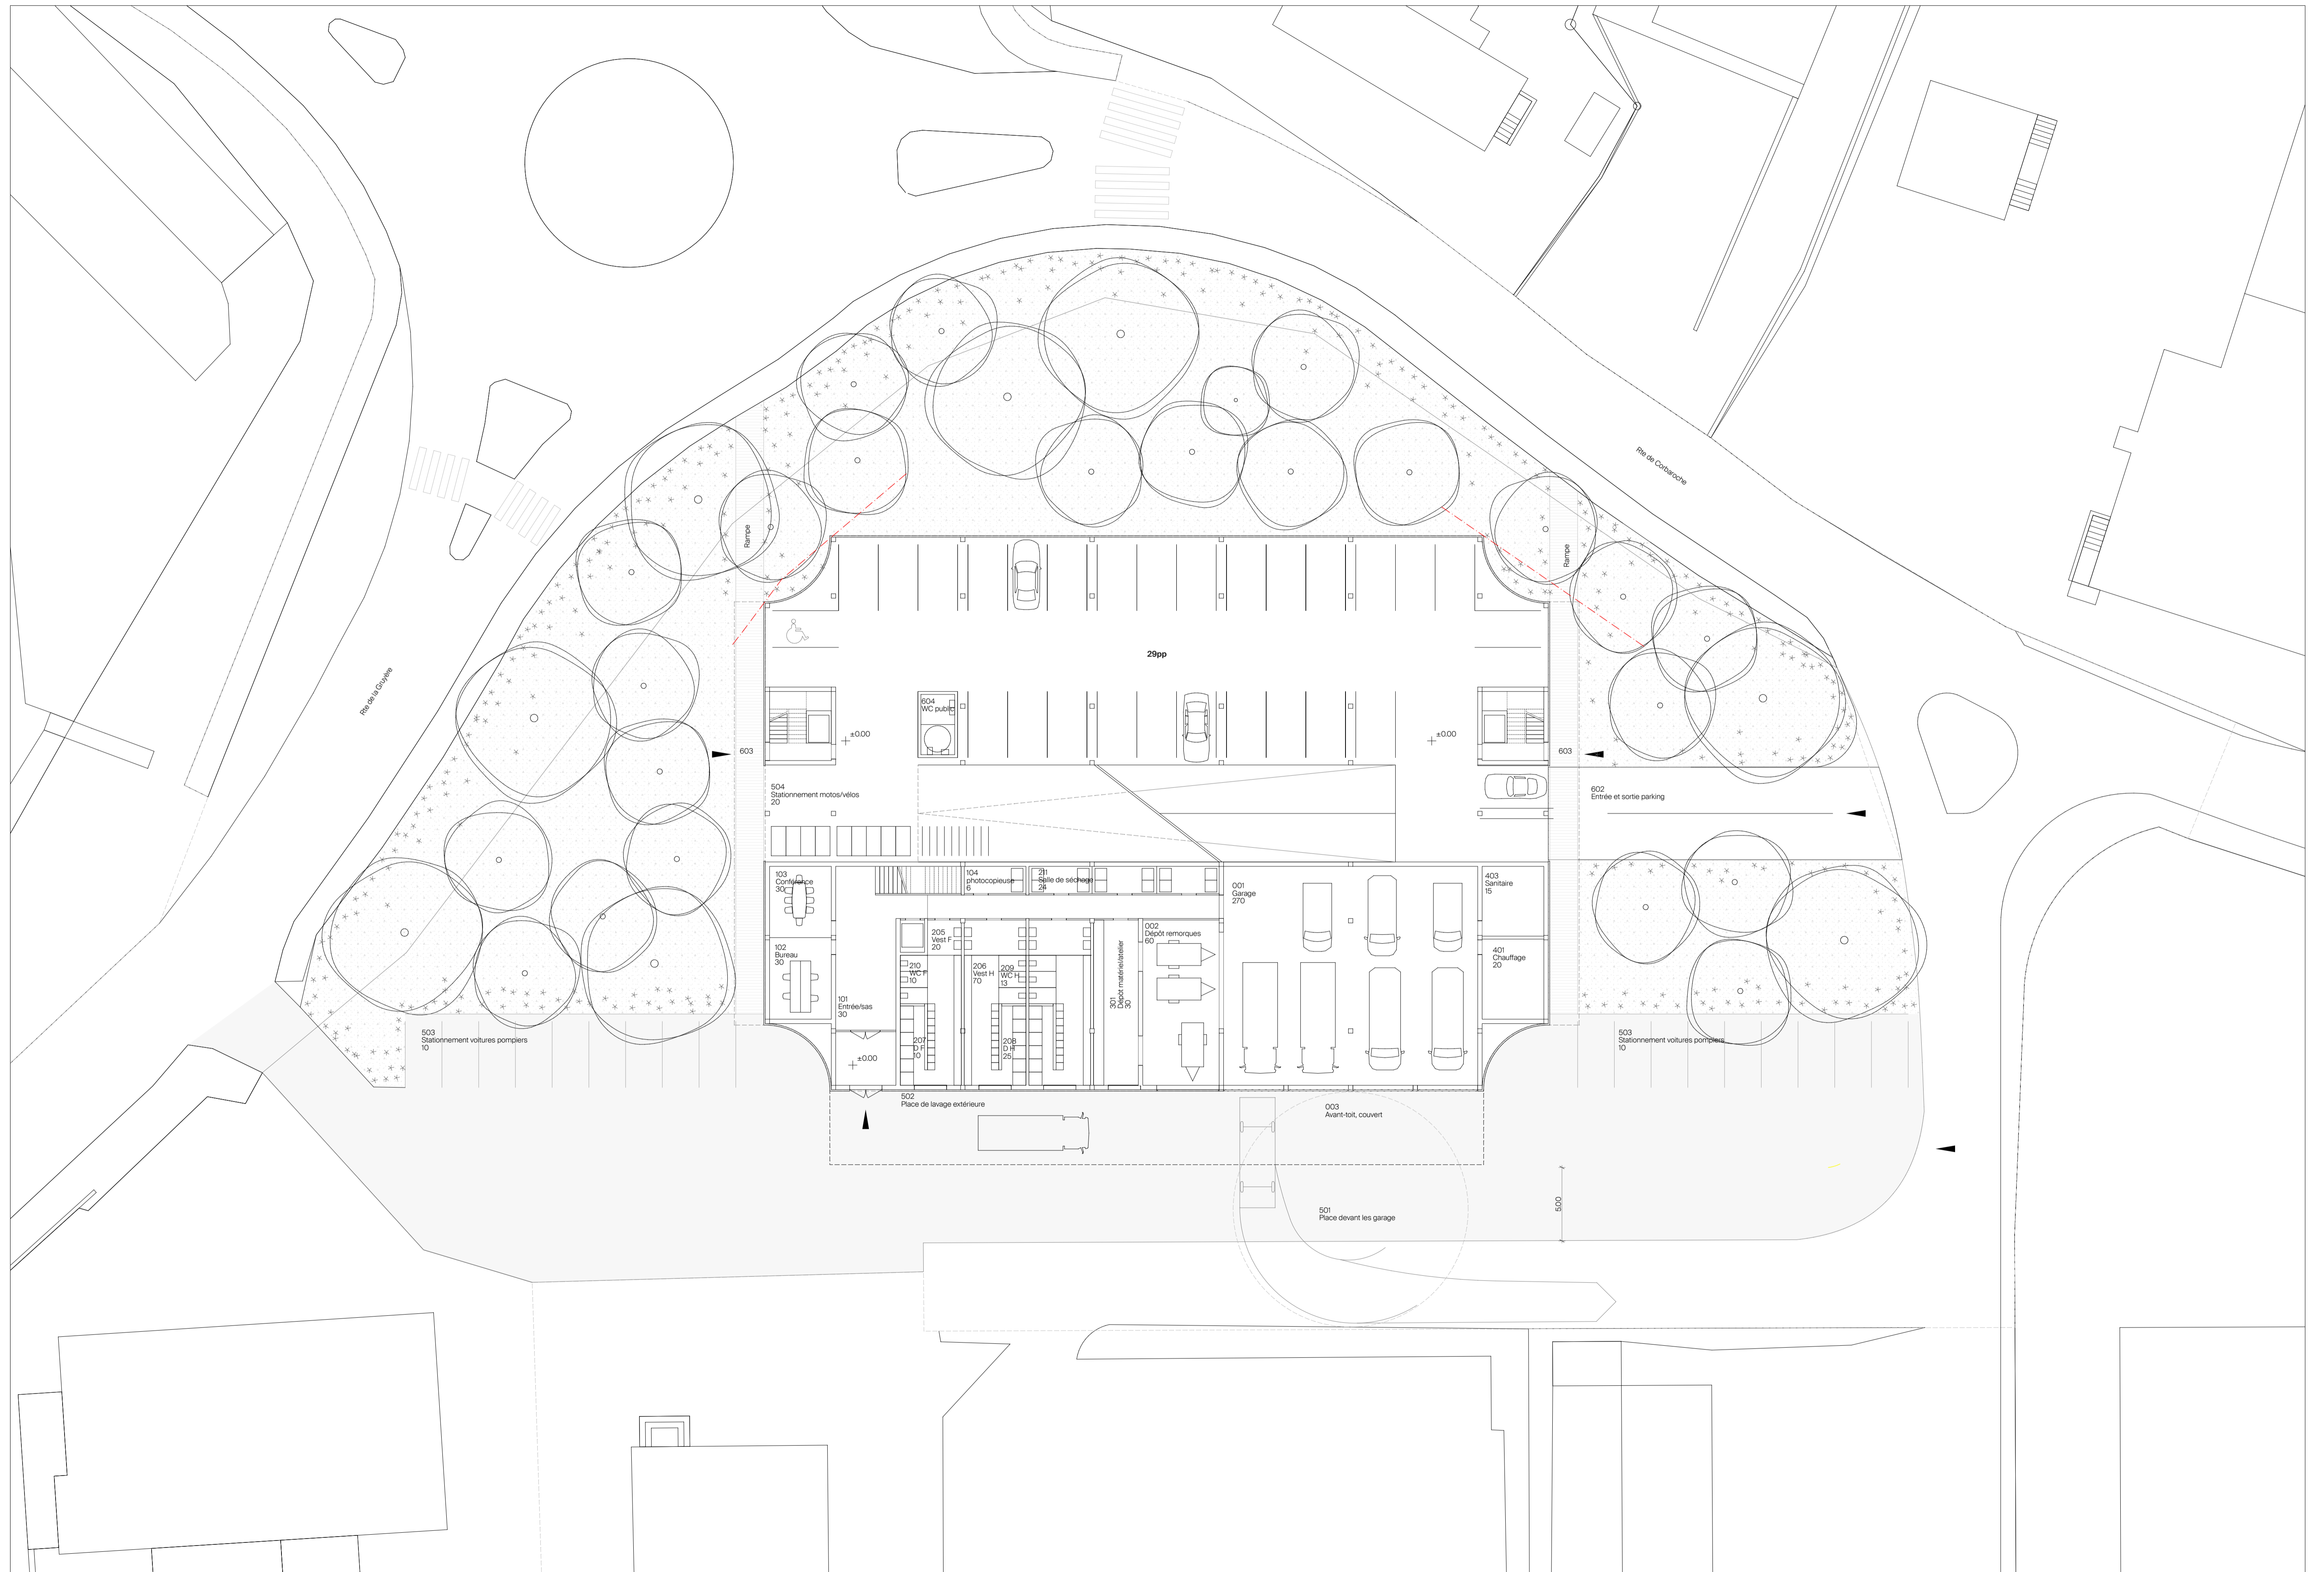 Rte de Corbaroche
Rampe
Rampe
29pp
Rte de la Gruyère
604
WC public
±0.00
±0.00
603
603
504
Stationnement motos/vélos
20
602
Entrée et sortie parking
103
Conférence
30
104
photocopieuse
6
211
Salle de séchage
24
001
Garage
270
403
Sanitaire
15
002
Dépôt remorques
60
205
Vest F
20
102
Bureau
30
210
WC F
10
206
Vest H
70
209
WC H
13
301
Dépôt matériel/atelier
30
401
Chauffage
20
101
Entrée/sas
30
503
Stationnement voitures pompiers
10
207
D F
10
208
D H
25
503
Stationnement voitures pompiers
10
±0.00
502
Place de lavage extérieure
003
Avant-toit, couvert
501
Place devant les garage
500